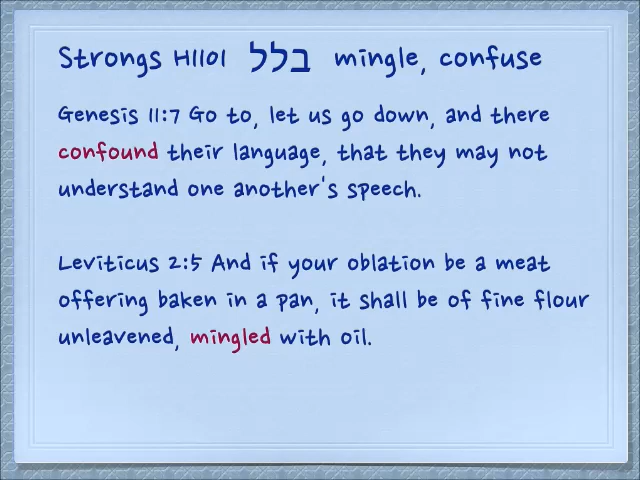 Strongs H1101 בלל mingle, confuse
Genesis 11:7 Go to, let us go down, and there
confound their language, that they may not
understand one another's speech.
Leviticus 2:5 And if your oblation be a meat
offering baken in a pan, it shall be of fine flour
unleavened, mingled with oil.